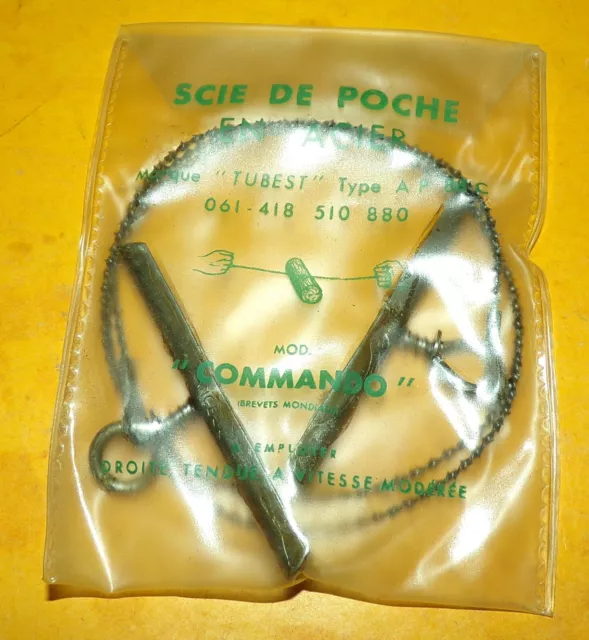 SCIE DE POCHE
EN ACIER
Marque "TUBEST" Type A P
061-418 510 880
MOD.
"COMMANDO"
(BREVETS MONDIAUX)
A EMPLOYER
DROITE, TENDUE A VITESSE MODÉRÉE